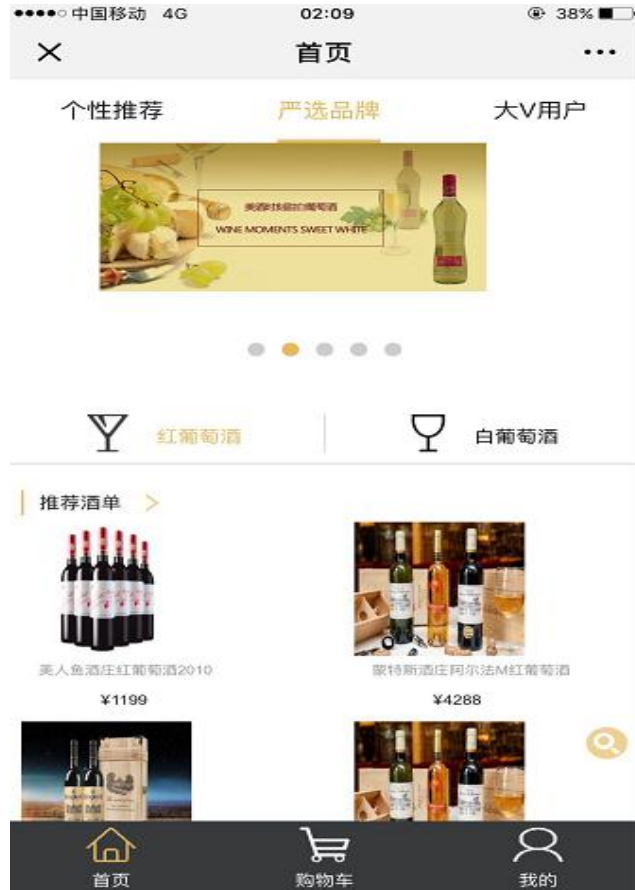 中国移动 4G 02:09 38%
首页
个性推荐 严选品牌 大V用户
WINE MOMENTS SWEET WHITE
红葡萄酒 白葡萄酒
推荐酒单 >
美人鱼酒庄红葡萄酒2010 蒙特斯酒庄阿尔法M红葡萄酒
¥1199 ¥4288
首页 购物车 我的